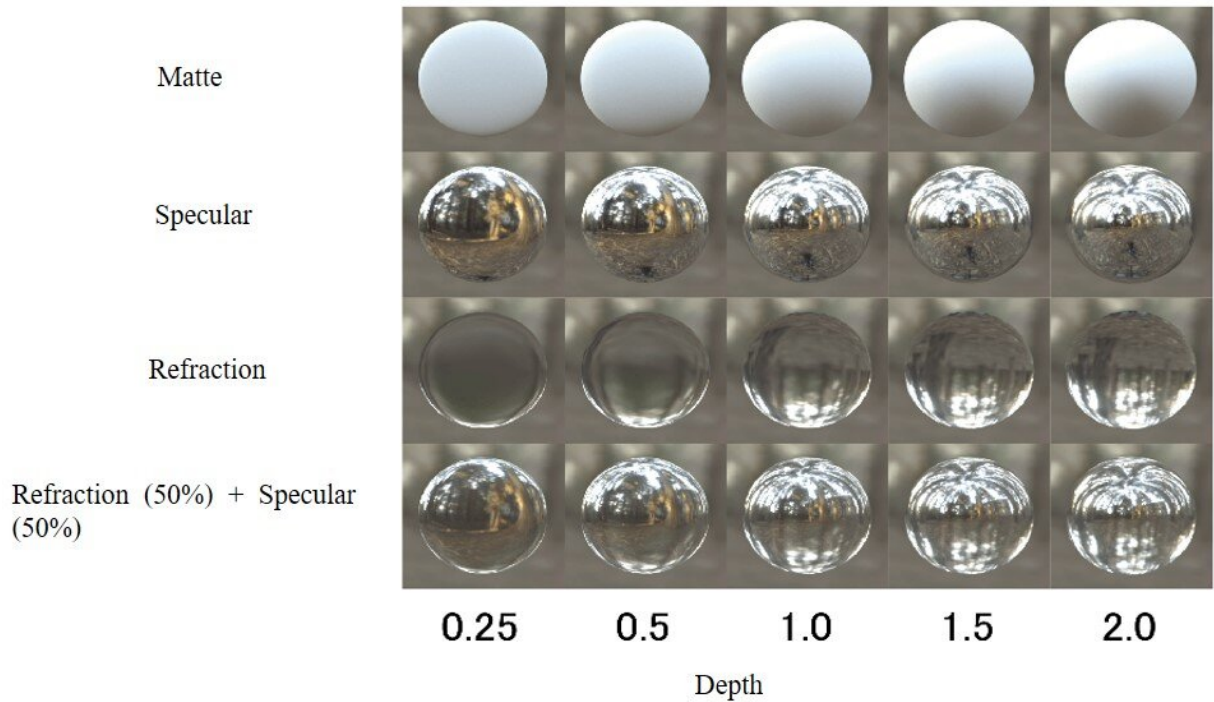 Matte
Specular
Refraction
Refraction (50%) + Specular
(50%)
0.25 0.5 1.0 1.5 2.0
Depth